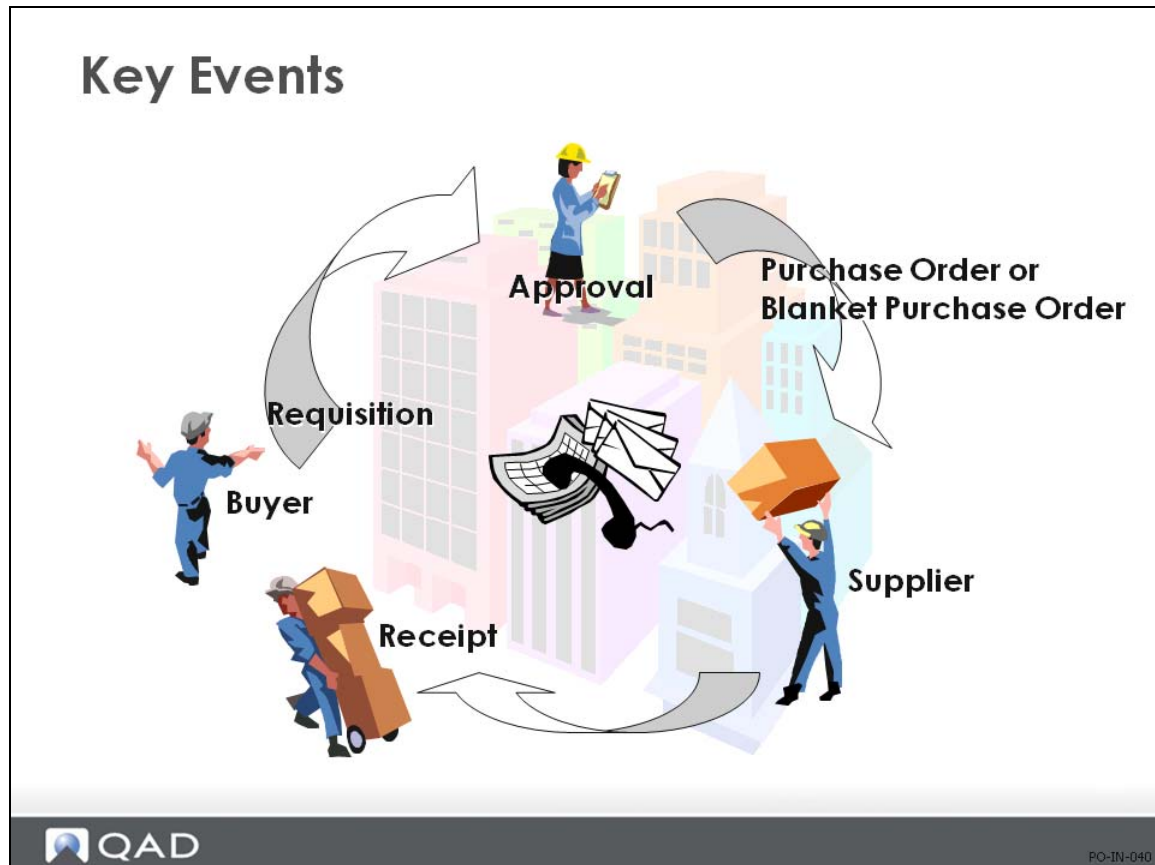 Key Events
Approval
Purchase Order or
Blanket Purchase Order
Requisition
Buyer
Supplier
Receipt
QAD
PO-IN-040